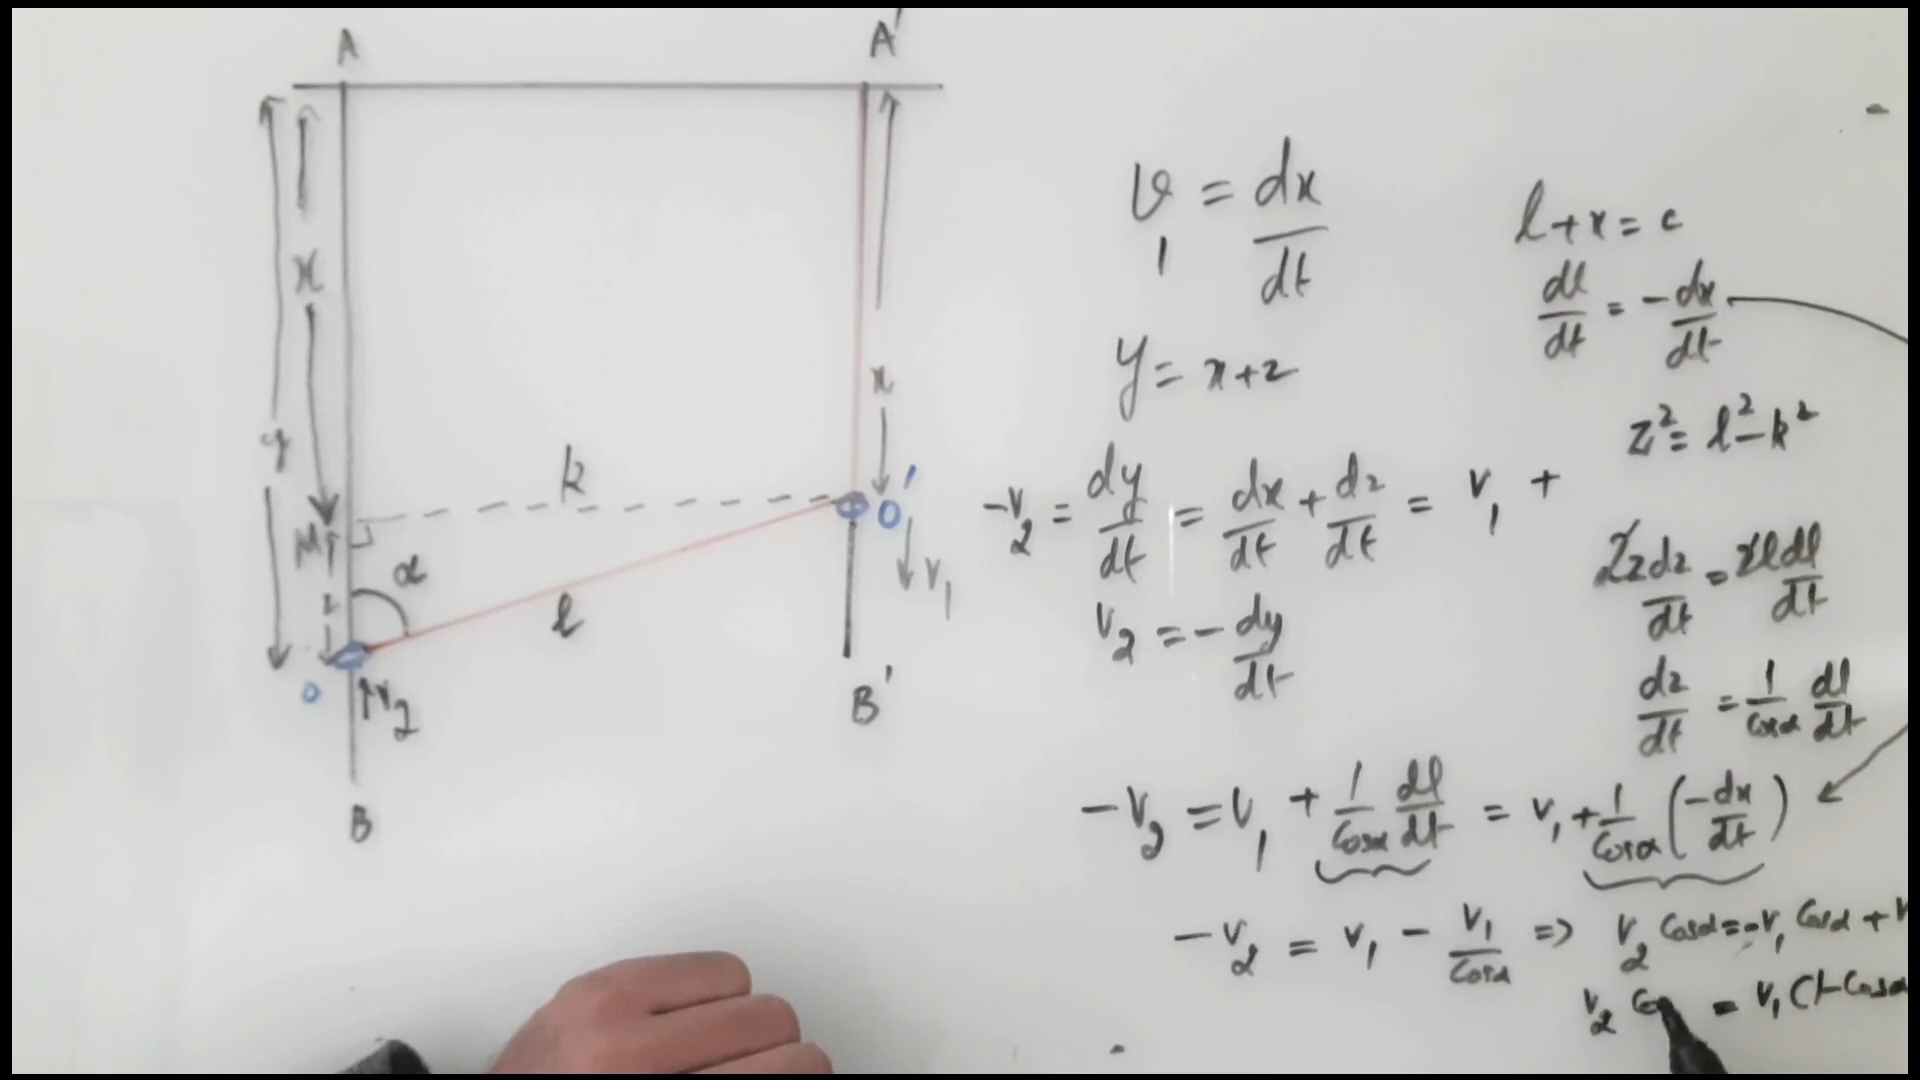 A A'
x
y
x
k
O'
M
α
v₁
z
l
O
v₂
B'
B
v₁ = dx/dt
l + x = c
dl/dt = -dx/dt
y = x + z
z² = l² - k²
-v₂ = dy/dt = dx/dt + dz/dt = v₁ +
2z dz/dt = 2l dl/dt
v₂ = -dy/dt
dz/dt = 1/cosα dl/dt
-v₂ = v₁ + 1/cosα dl/dt = v₁ + 1/cosα (-dx/dt)
-v₂ = v₁ - v₁/cosα => v₂ cosα = -v₁ cosα + v
v₂ = v₁ (1-cosα